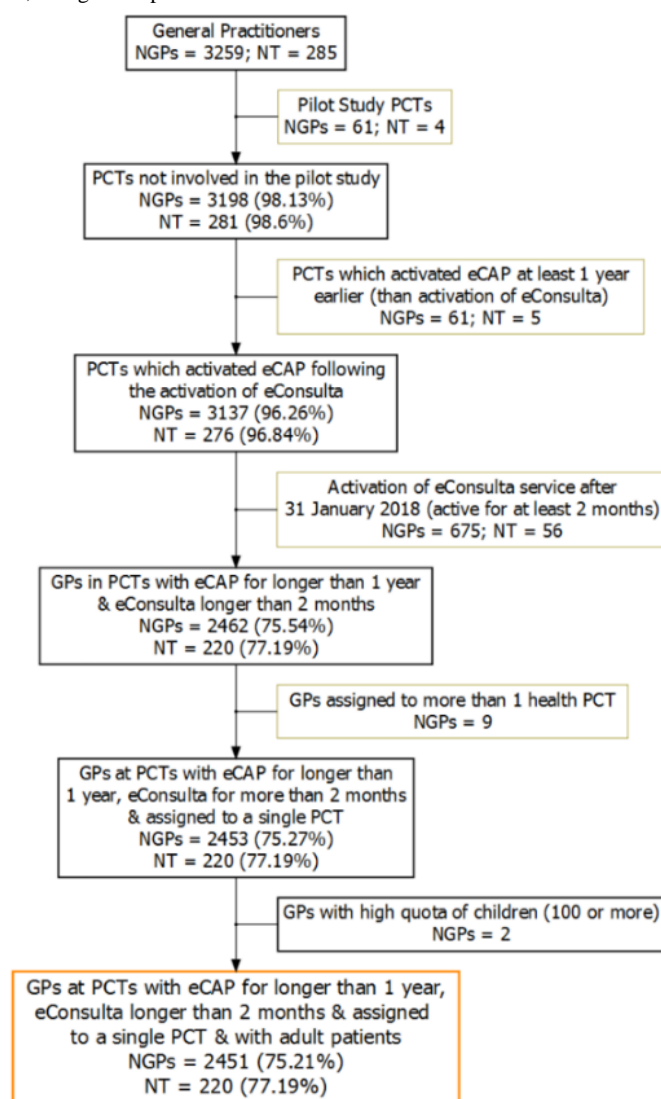 General Practitioners
NGPs = 3259; NT = 285
Pilot Study PCTs
NGPs = 61; NT = 4
PCTs not involved in the pilot study
NGPs = 3198 (98.13%)
NT = 281 (98.6%)
PCTs which activated eCAP at least 1 year
earlier (than activation of eConsulta)
NGPs = 61; NT = 5
PCTs which activated eCAP following
the activation of eConsulta
NGPs = 3137 (96.26%)
NT = 276 (96.84%)
Activation of eConsulta service after
31 January 2018 (active for at least 2 months)
NGPs = 675; NT = 56
GPs in PCTs with eCAP for longer than 1 year
& eConsulta longer than 2 months
NGPs = 2462 (75.54%)
NT = 220 (77.19%)
GPs assigned to more than 1 health PCT
NGPs = 9
GPs at PCTs with eCAP for longer than
1 year, eConsulta for more than 2 months
& assigned to a single PCT
NGPs = 2453 (75.27%)
NT = 220 (77.19%)
GPs with high quota of children (100 or more)
NGPs = 2
GPs at PCTs with eCAP for longer than 1 year,
eConsulta longer than 2 months & assigned
to a single PCT & with adult patients
NGPs = 2451 (75.21%)
NT = 220 (77.19%)